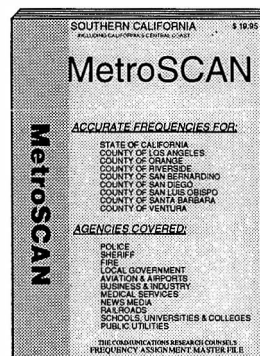 SOUTHERN CALIFORNIA
$ 19.95
INCLUDING CALIFORNIA'S CENTRAL COAST
MetroSCAN
MetroSCAN
ACCURATE FREQUENCIES FOR:
STATE OF CALIFORNIA
COUNTY OF LOS ANGELES
COUNTY OF ORANGE
COUNTY OF RIVERSIDE
COUNTY OF SAN BERNARDINO
COUNTY OF SAN DIEGO
COUNTY OF SAN LUIS OBISPO
COUNTY OF SANTA BARBARA
COUNTY OF VENTURA
AGENCIES COVERED:
POLICE
SHERIFF
FIRE
LOCAL GOVERNMENT
AVIATION & AIRPORTS
BUSINESS & INDUSTRY
MEDICAL SERVICES
NEWS MEDIA
RAILROADS
SCHOOLS, UNIVERSITIES & COLLEGES
PUBLIC UTILITIES
THE COMMUNICATIONS RESEARCH COUNSEL'S
FREQUENCY ASSIGNMENT MASTER FILE